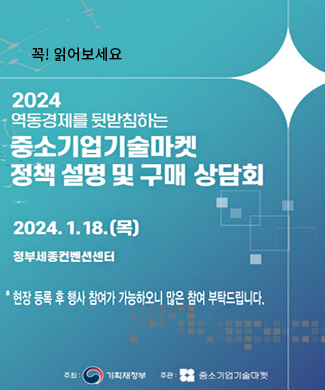 꼭! 읽어보세요
2024
역동경제를 뒷받침하는
중소기업기술마켓
정책 설명 및 구매 상담회
2024. 1.18.(목)
정부세종컨벤션센터
* 현장 등록 후 행사 참여가 가능하오니 많은 참여 부탁드립니다.
주최 : 기획재정부 주관 : 중소기업기술마켓